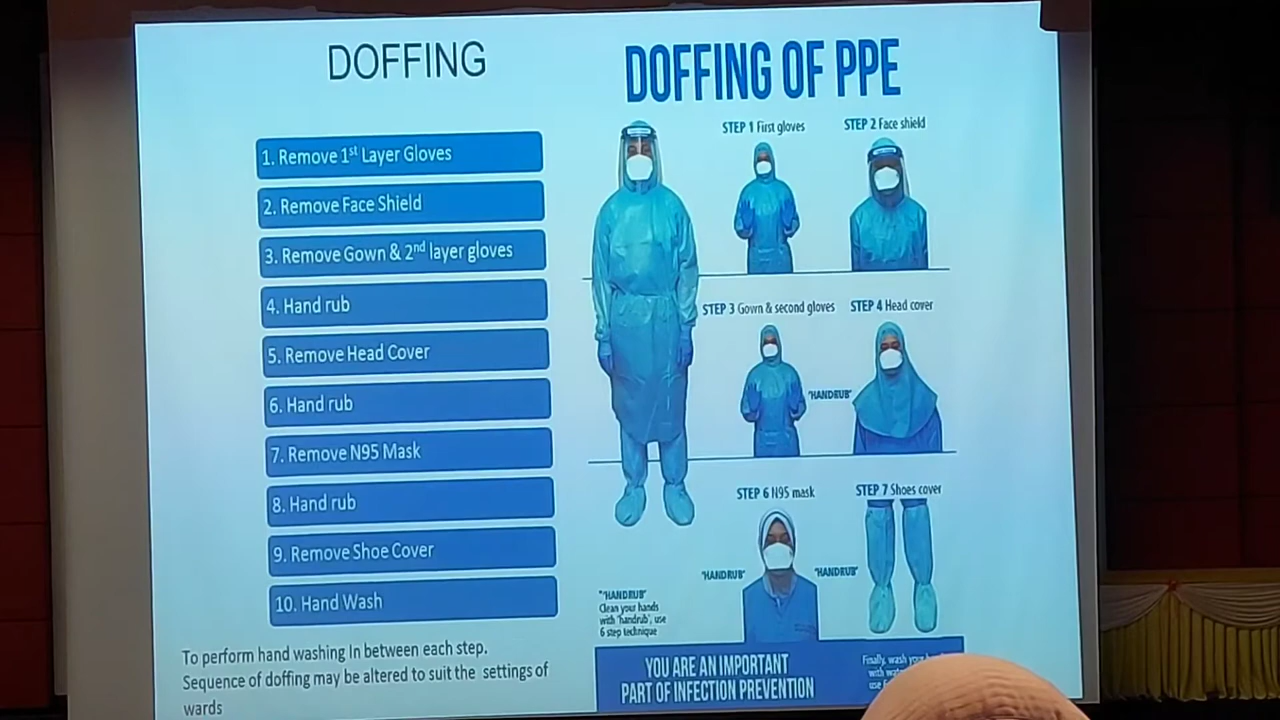 DOFFING
1. Remove 1st Layer Gloves
2. Remove Face Shield
3. Remove Gown & 2nd layer gloves
4. Hand rub
5. Remove Head Cover
6. Hand rub
7. Remove N95 Mask
8. Hand rub
9. Remove Shoe Cover
10. Hand Wash
To perform hand washing In between each step.
Sequence of doffing may be altered to suit the settings of
wards
DOFFING OF PPE
STEP 1 First gloves
STEP 2 Face shield
STEP 3 Gown & second gloves
STEP 4 Head cover
"HANDRUB"
STEP 6 N95 mask
STEP 7 Shoes cover
"HANDRUB"
"HANDRUB"
"HANDRUB"
Clean your hands
with 'handrub', use
6 step technique
YOU ARE AN IMPORTANT
PART OF INFECTION PREVENTION
Finally, wash your
with
use